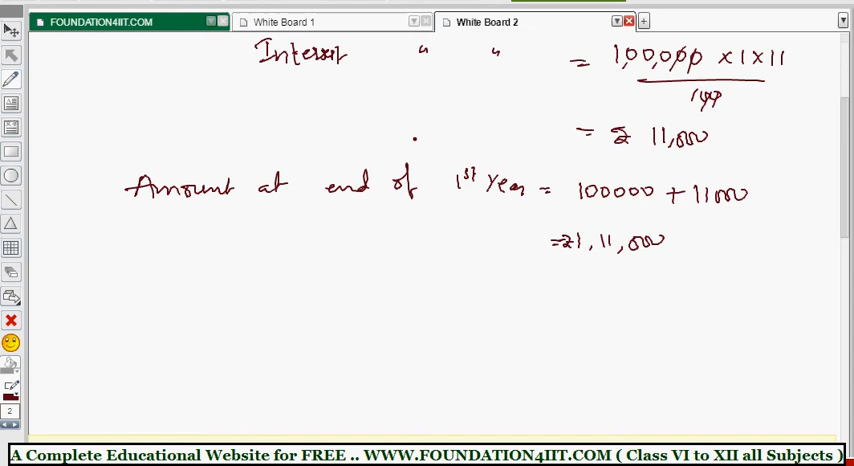 FOUNDATION4IIT.COM White Board 1 White Board 2
Interest " " = 1,00,000 × 1 × 11
100
= ₹ 11,000
Amount at end of 1st Year = 100000 + 11000
= ₹1,11,000
2
A Complete Educational Website for FREE .. WWW.FOUNDATION4IIT.COM ( Class VI to XII all Subjects )